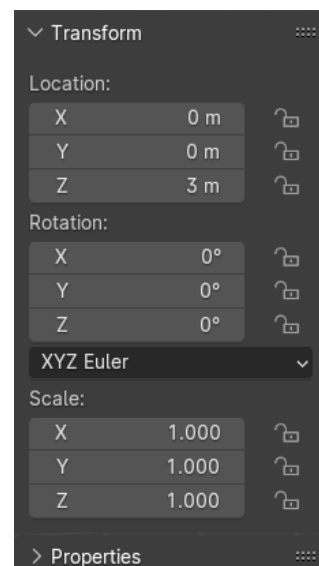 Transform
Location:
X 0 m
Y 0 m
Z 3 m
Rotation:
X 0°
Y 0°
Z 0°
XYZ Euler
Scale:
X 1.000
Y 1.000
Z 1.000
Properties